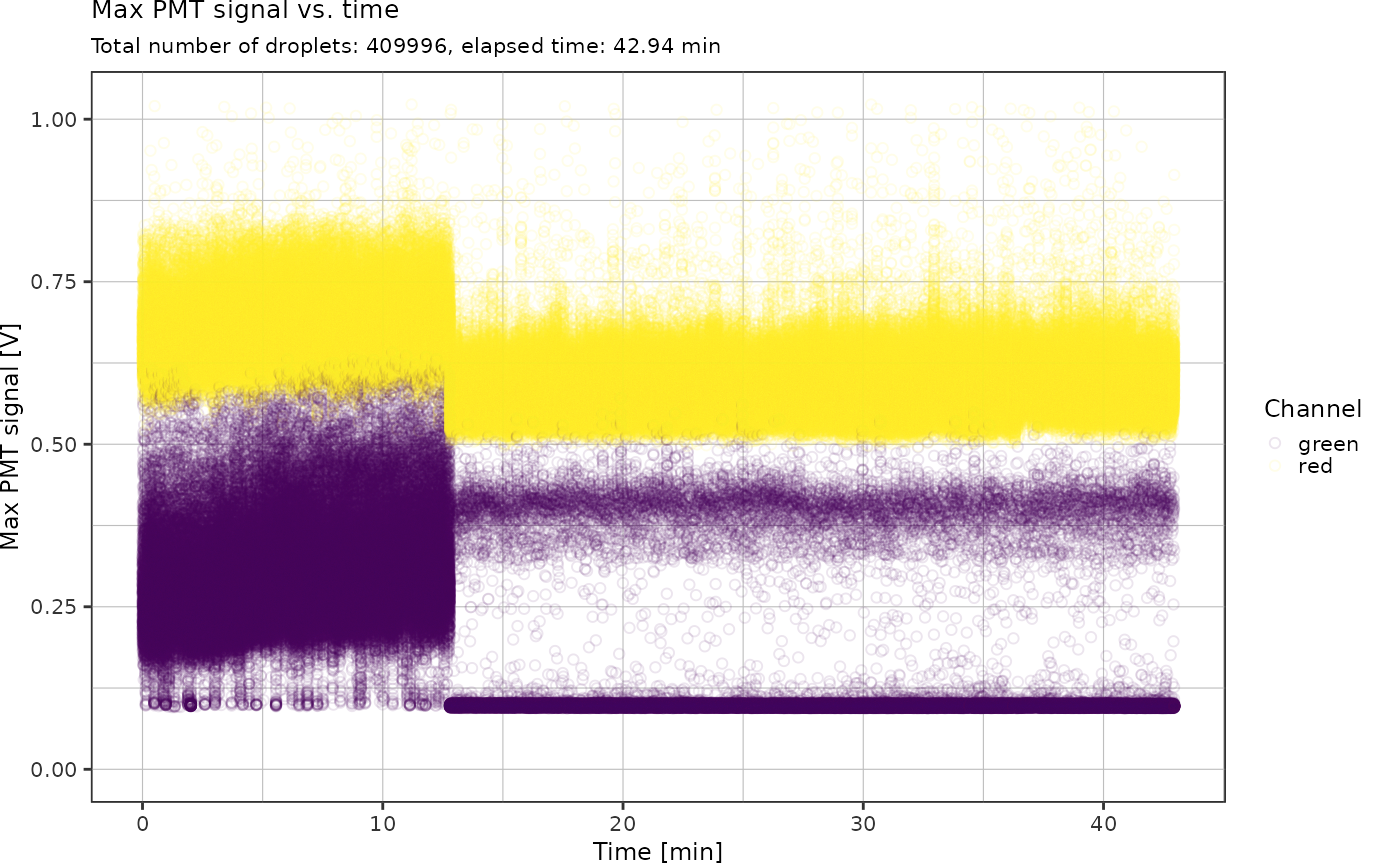 Max PMT signal vs. time
Total number of droplets: 409996, elapsed time: 42.94 min
Max PMT signal [V]
1.00
0.75
0.50
0.25
0.00
0 10 20 30 40
Time [min]
Channel
green
red